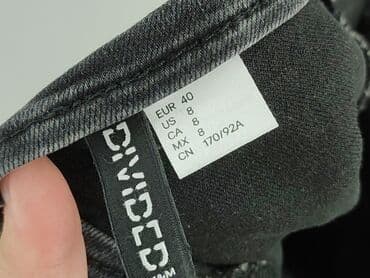 EUR 40
US 8
CA 8
MX 8
CN 170/92A
DIVIDED
H&M